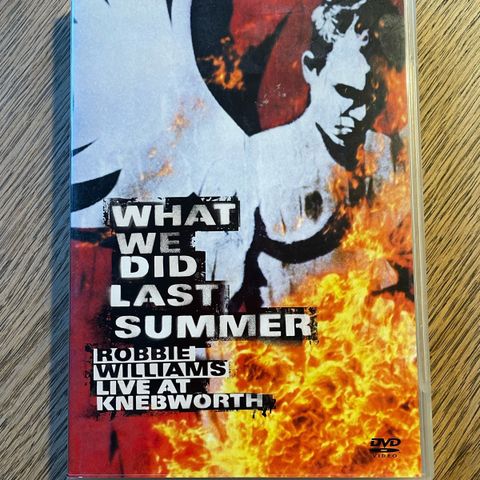 WHAT
WE
DID
LAST
SUMMER
ROBBIE
WILLIAMS
LIVE AT
KNEBWORTH
DVD
VIDEO